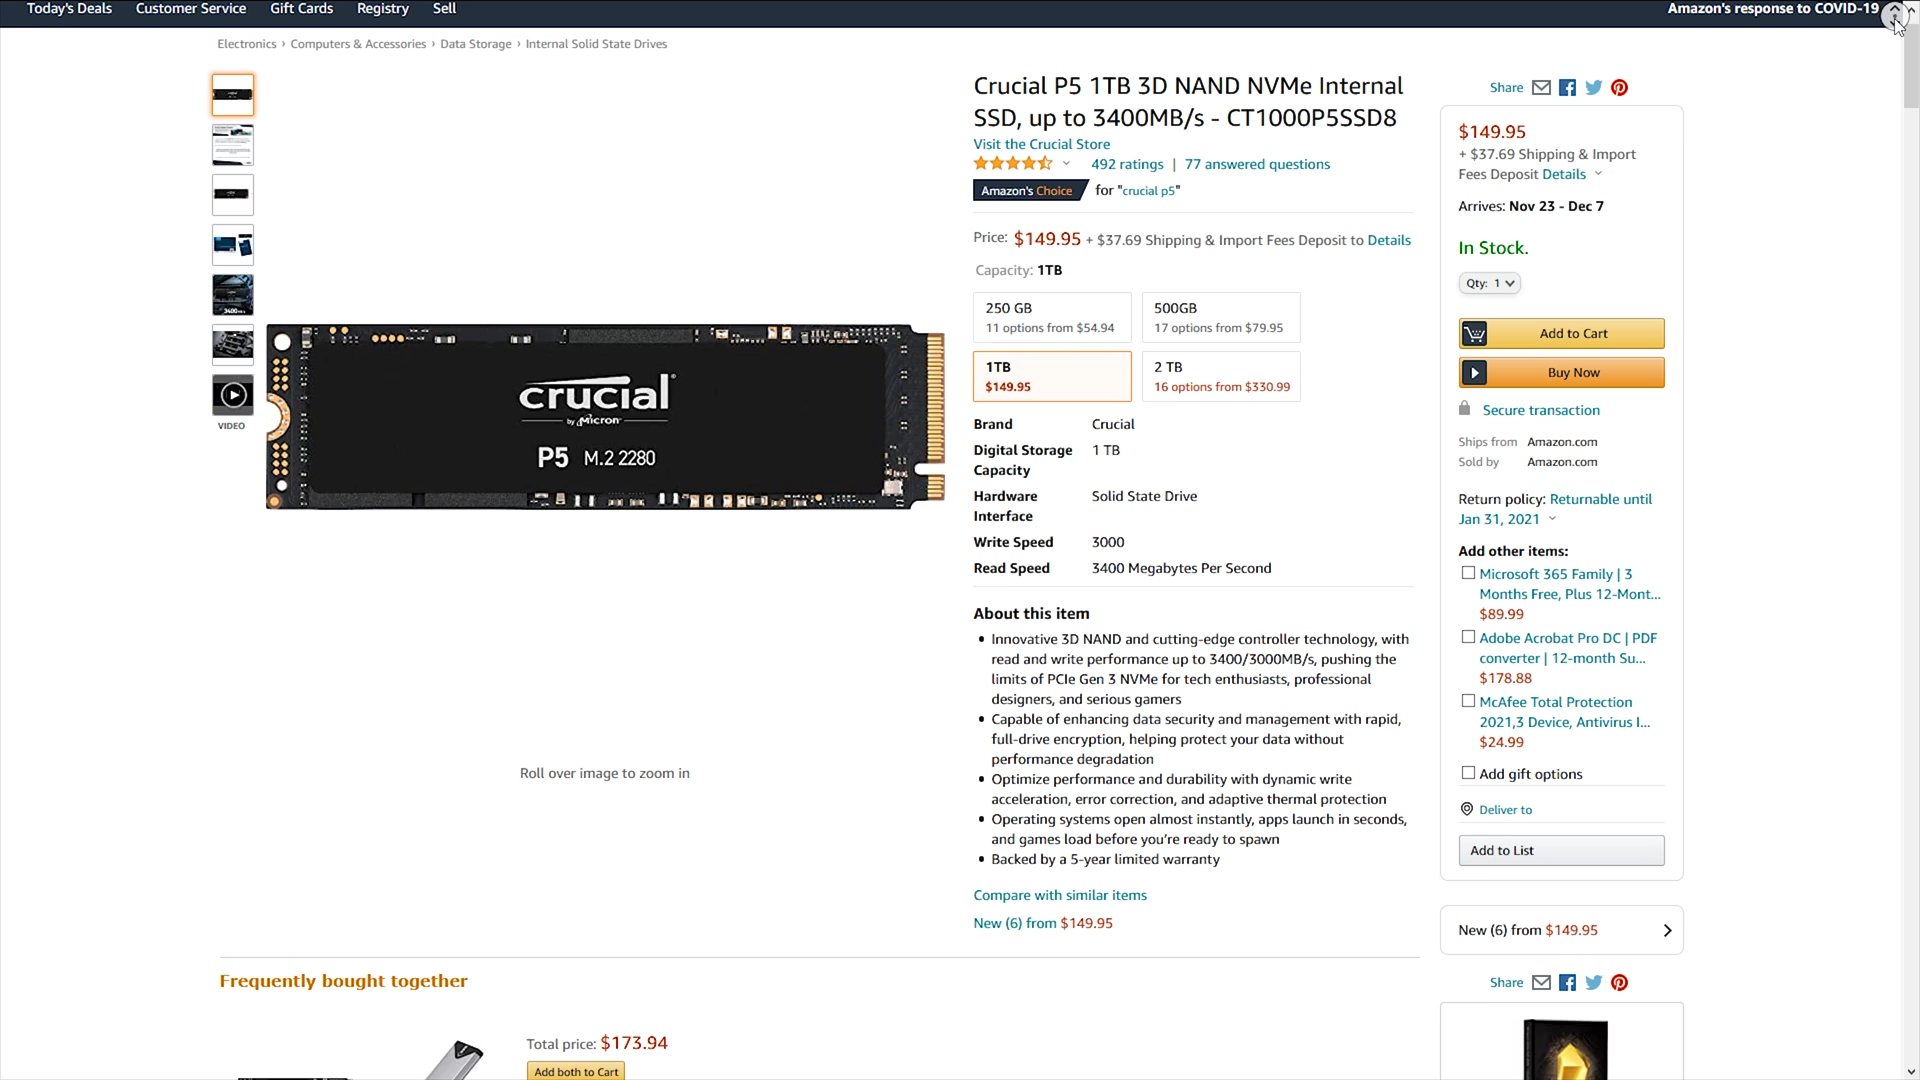 Today's Deals Customer Service Gift Cards Registry Sell Amazon's response to COVID-19
Electronics › Computers & Accessories › Data Storage › Internal Solid State Drives
3400MB/s
VIDEO
crucial
by Micron
P5 M.2 2280
Roll over image to zoom in
Crucial P5 1TB 3D NAND NVMe Internal
SSD, up to 3400MB/s - CT1000P5SSD8
Visit the Crucial Store
492 ratings | 77 answered questions
Amazon's Choice for "crucial p5"
Price: $149.95 + $37.69 Shipping & Import Fees Deposit to Details
Capacity: 1TB
250 GB
11 options from $54.94
500GB
17 options from $79.95
1TB
$149.95
2 TB
16 options from $330.99
Brand Crucial
Digital Storage Capacity 1 TB
Hardware Interface Solid State Drive
Write Speed 3000
Read Speed 3400 Megabytes Per Second
About this item
Innovative 3D NAND and cutting-edge controller technology, with
read and write performance up to 3400/3000MB/s, pushing the
limits of PCIe Gen 3 NVMe for tech enthusiasts, professional
designers, and serious gamers
Capable of enhancing data security and management with rapid,
full-drive encryption, helping protect your data without
performance degradation
Optimize performance and durability with dynamic write
acceleration, error correction, and adaptive thermal protection
Operating systems open almost instantly, apps launch in seconds,
and games load before you’re ready to spawn
Backed by a 5-year limited warranty
Compare with similar items
New (6) from $149.95
Share
$149.95
+ $37.69 Shipping & Import
Fees Deposit Details
Arrives: Nov 23 - Dec 7
In Stock.
Qty: 1
Add to Cart
Buy Now
Secure transaction
Ships from Amazon.com
Sold by Amazon.com
Return policy: Returnable until
Jan 31, 2021
Add other items:
Microsoft 365 Family | 3
Months Free, Plus 12-Mont...
$89.99
Adobe Acrobat Pro DC | PDF
converter | 12-month Su...
$178.88
McAfee Total Protection
2021,3 Device, Antivirus I...
$24.99
Add gift options
Deliver to
Add to List
New (6) from $149.95
Share
Frequently bought together
Total price: $173.94
Add both to Cart